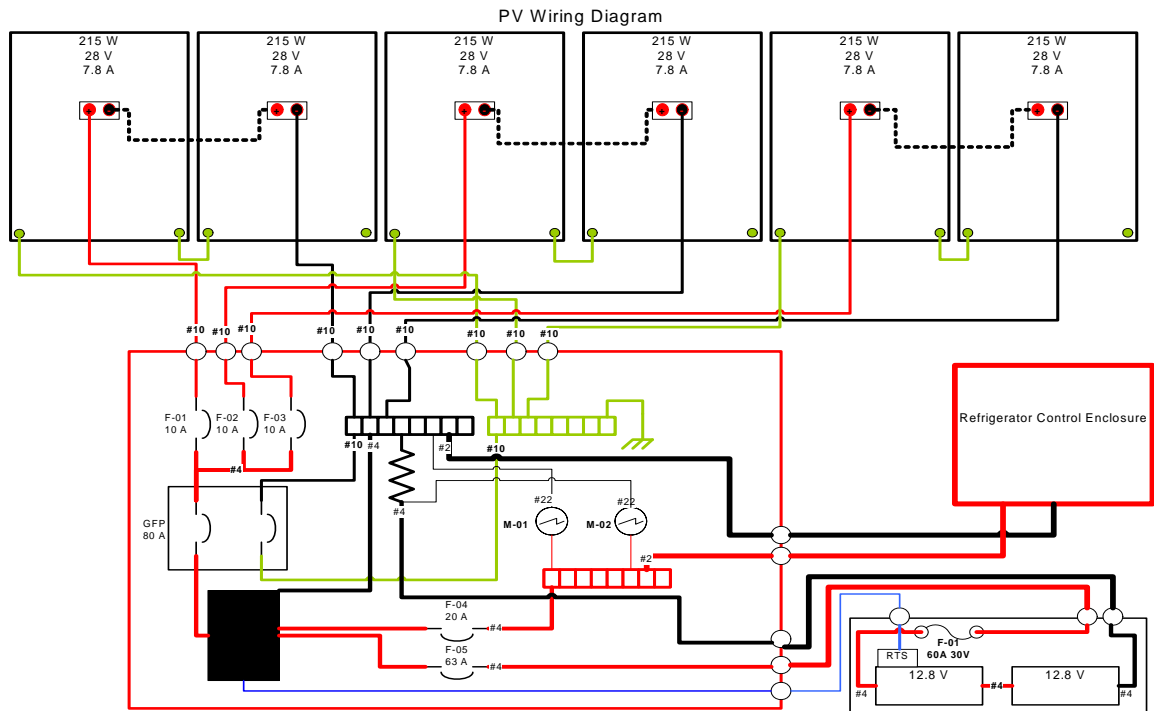 PV Wiring Diagram
215 W
28 V
7.8 A
215 W
28 V
7.8 A
215 W
28 V
7.8 A
215 W
28 V
7.8 A
215 W
28 V
7.8 A
215 W
28 V
7.8 A
#10 #10 #10 #10 #10 #10 #10 #10 #10
F-01
10 A
F-02
10 A
F-03
10 A
Refrigerator Control Enclosure
#4
#10
#4
#2
#10
GFP
80 A
#4
#22
#22
M-01
M-02
#2
F-04
20 A
#4
F-05
63 A
#4
F-01
60A 30V
RTS
12.8 V
12.8 V
#4
#4
#4